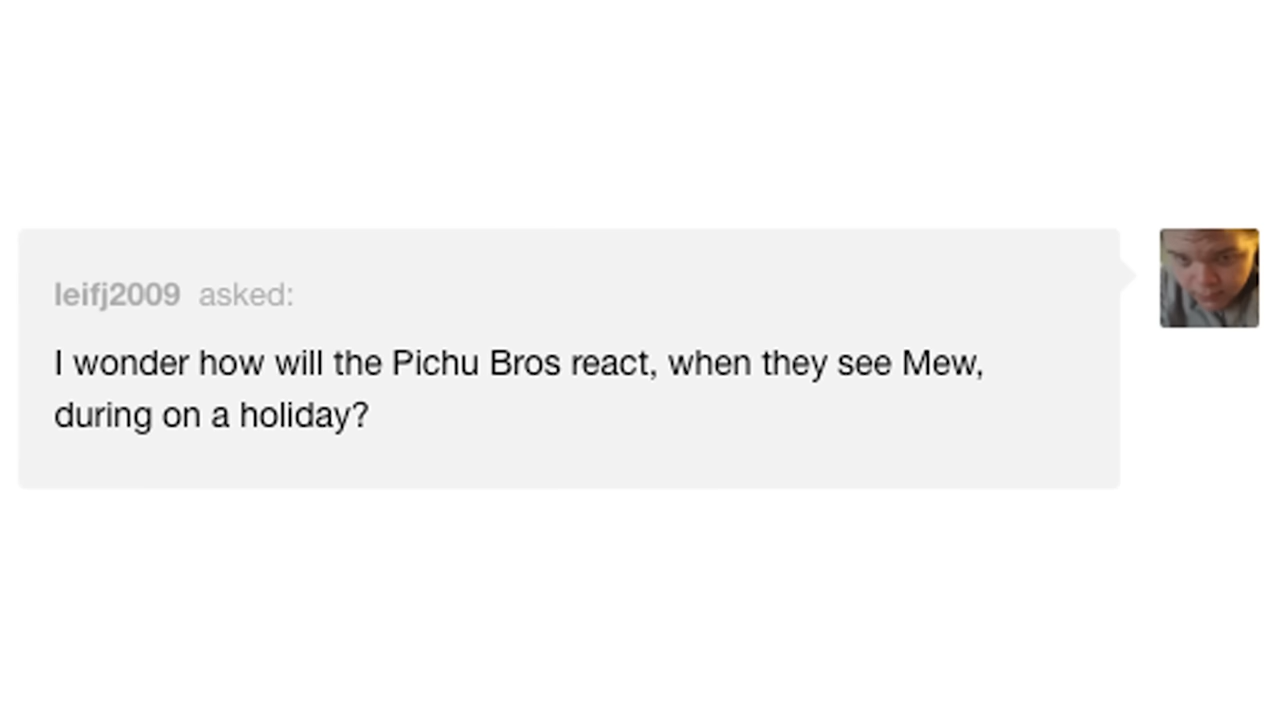 leifj2009 asked:
I wonder how will the Pichu Bros react, when they see Mew,
during on a holiday?